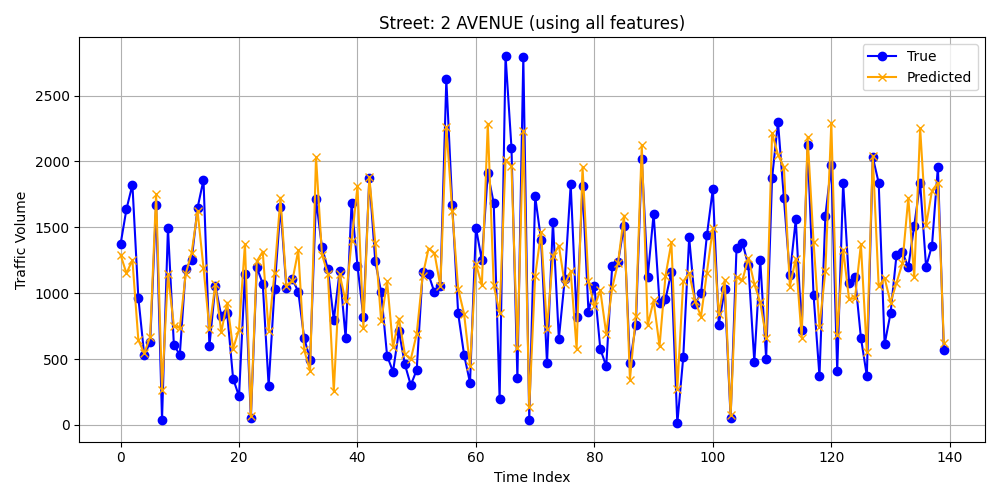 Street: 2 AVENUE (using all features)
True
Predicted
Traffic Volume
2500
2000
1500
1000
500
0
0 20 40 60 80 100 120 140
Time Index